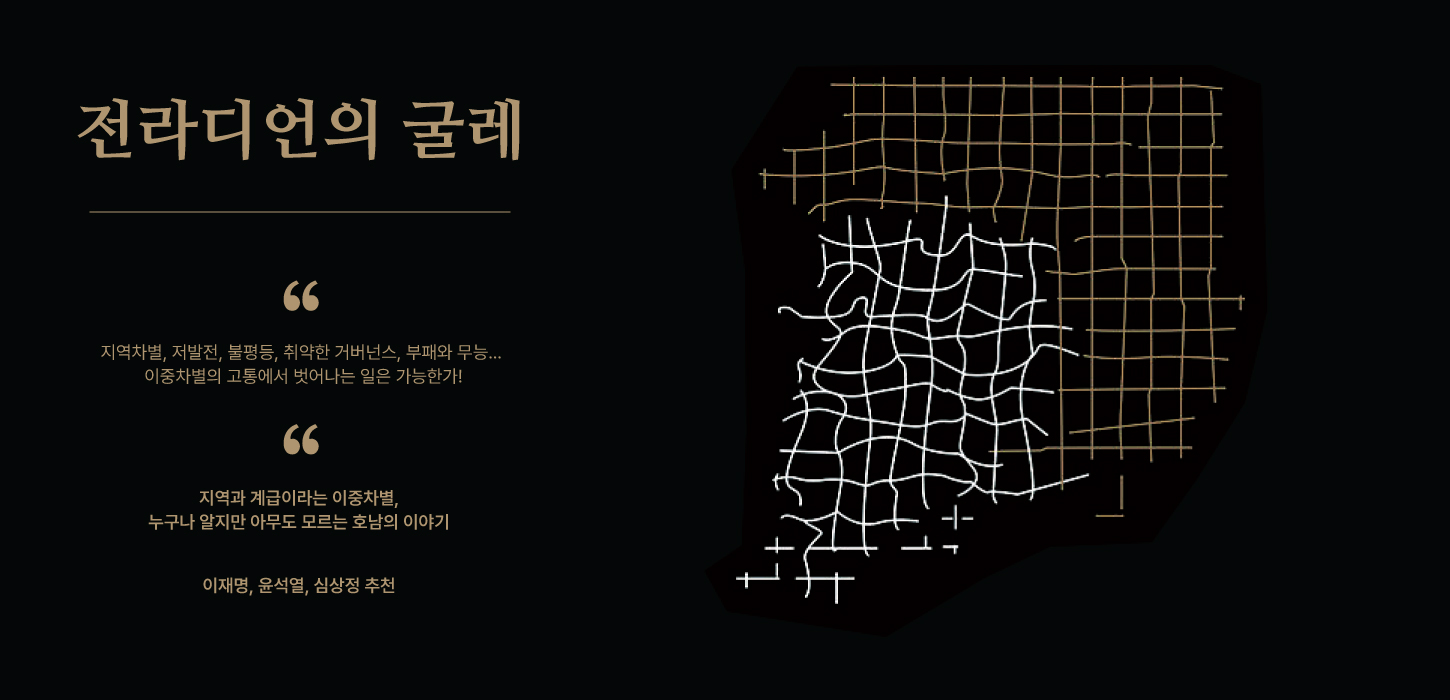 전라디언의 굴레
“
지역차별, 저발전, 불평등, 취약한 거버넌스, 부패와 무능...
이중차별의 고통에서 벗어나는 일은 가능한가!
“
지역과 계급이라는 이중차별,
누구나 알지만 아무도 모르는 호남의 이야기
이재명, 윤석열, 심상정 추천